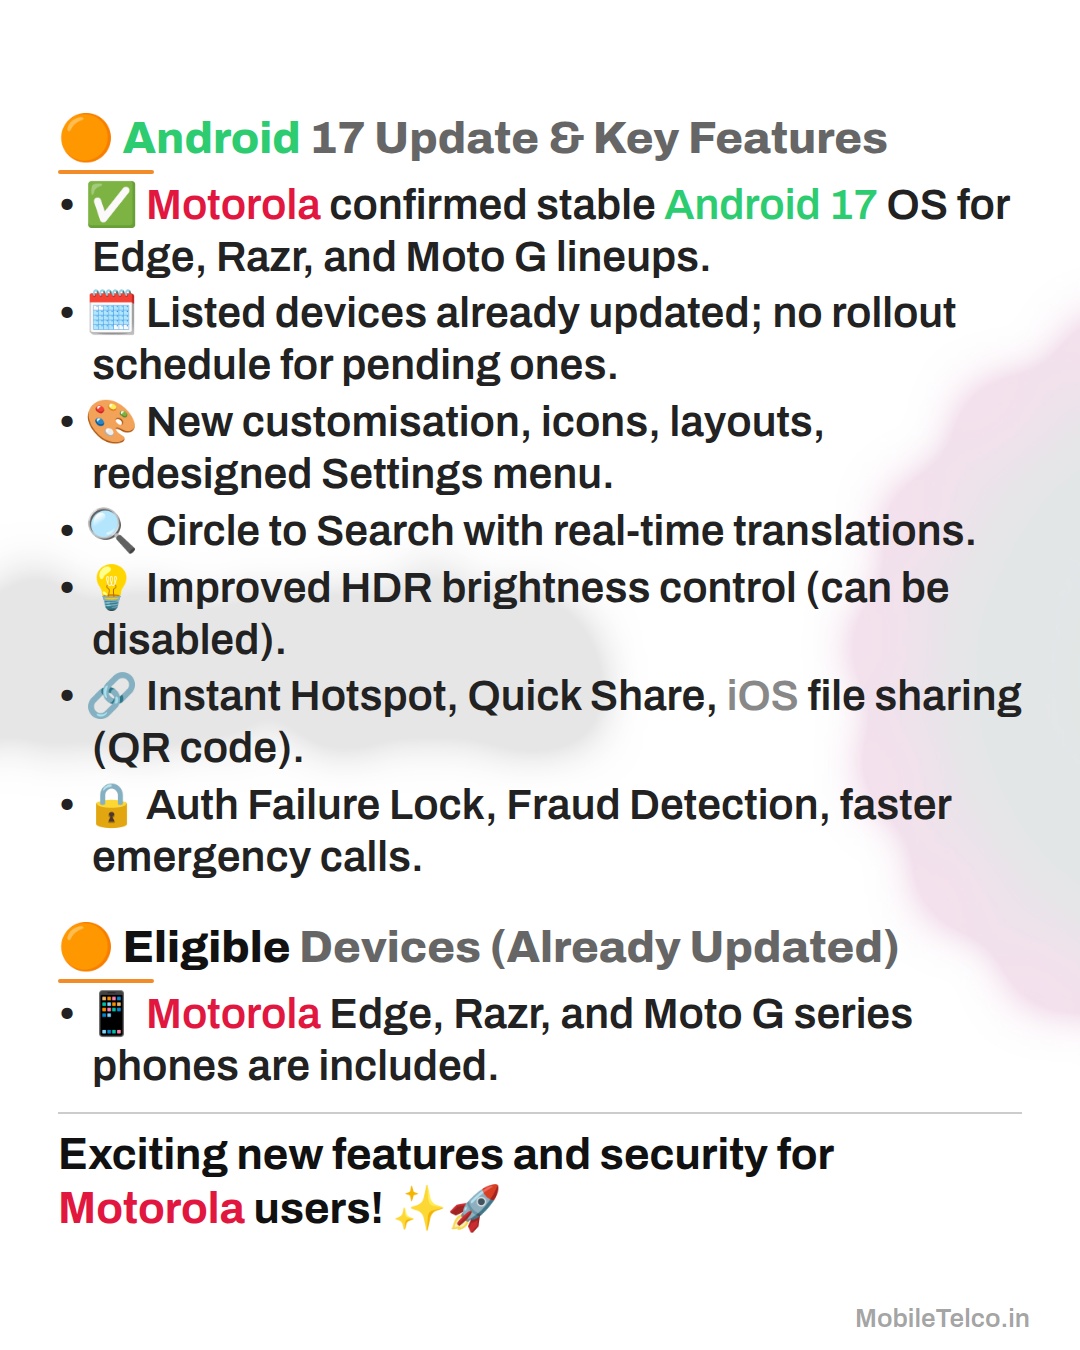 🟠 Android 17 Update & Key Features
• ✅ Motorola confirmed stable Android 17 OS for
Edge, Razr, and Moto G lineups.
• 🗓️ Listed devices already updated; no rollout
schedule for pending ones.
• 🎨 New customisation, icons, layouts,
redesigned Settings menu.
• 🔍 Circle to Search with real-time translations.
• 💡 Improved HDR brightness control (can be
disabled).
• 🔗 Instant Hotspot, Quick Share, iOS file sharing
(QR code).
• 🔒 Auth Failure Lock, Fraud Detection, faster
emergency calls.
🟠 Eligible Devices (Already Updated)
• 📱 Motorola Edge, Razr, and Moto G series
phones are included.
Exciting new features and security for
Motorola users! ✨🚀
MobileTelco.in